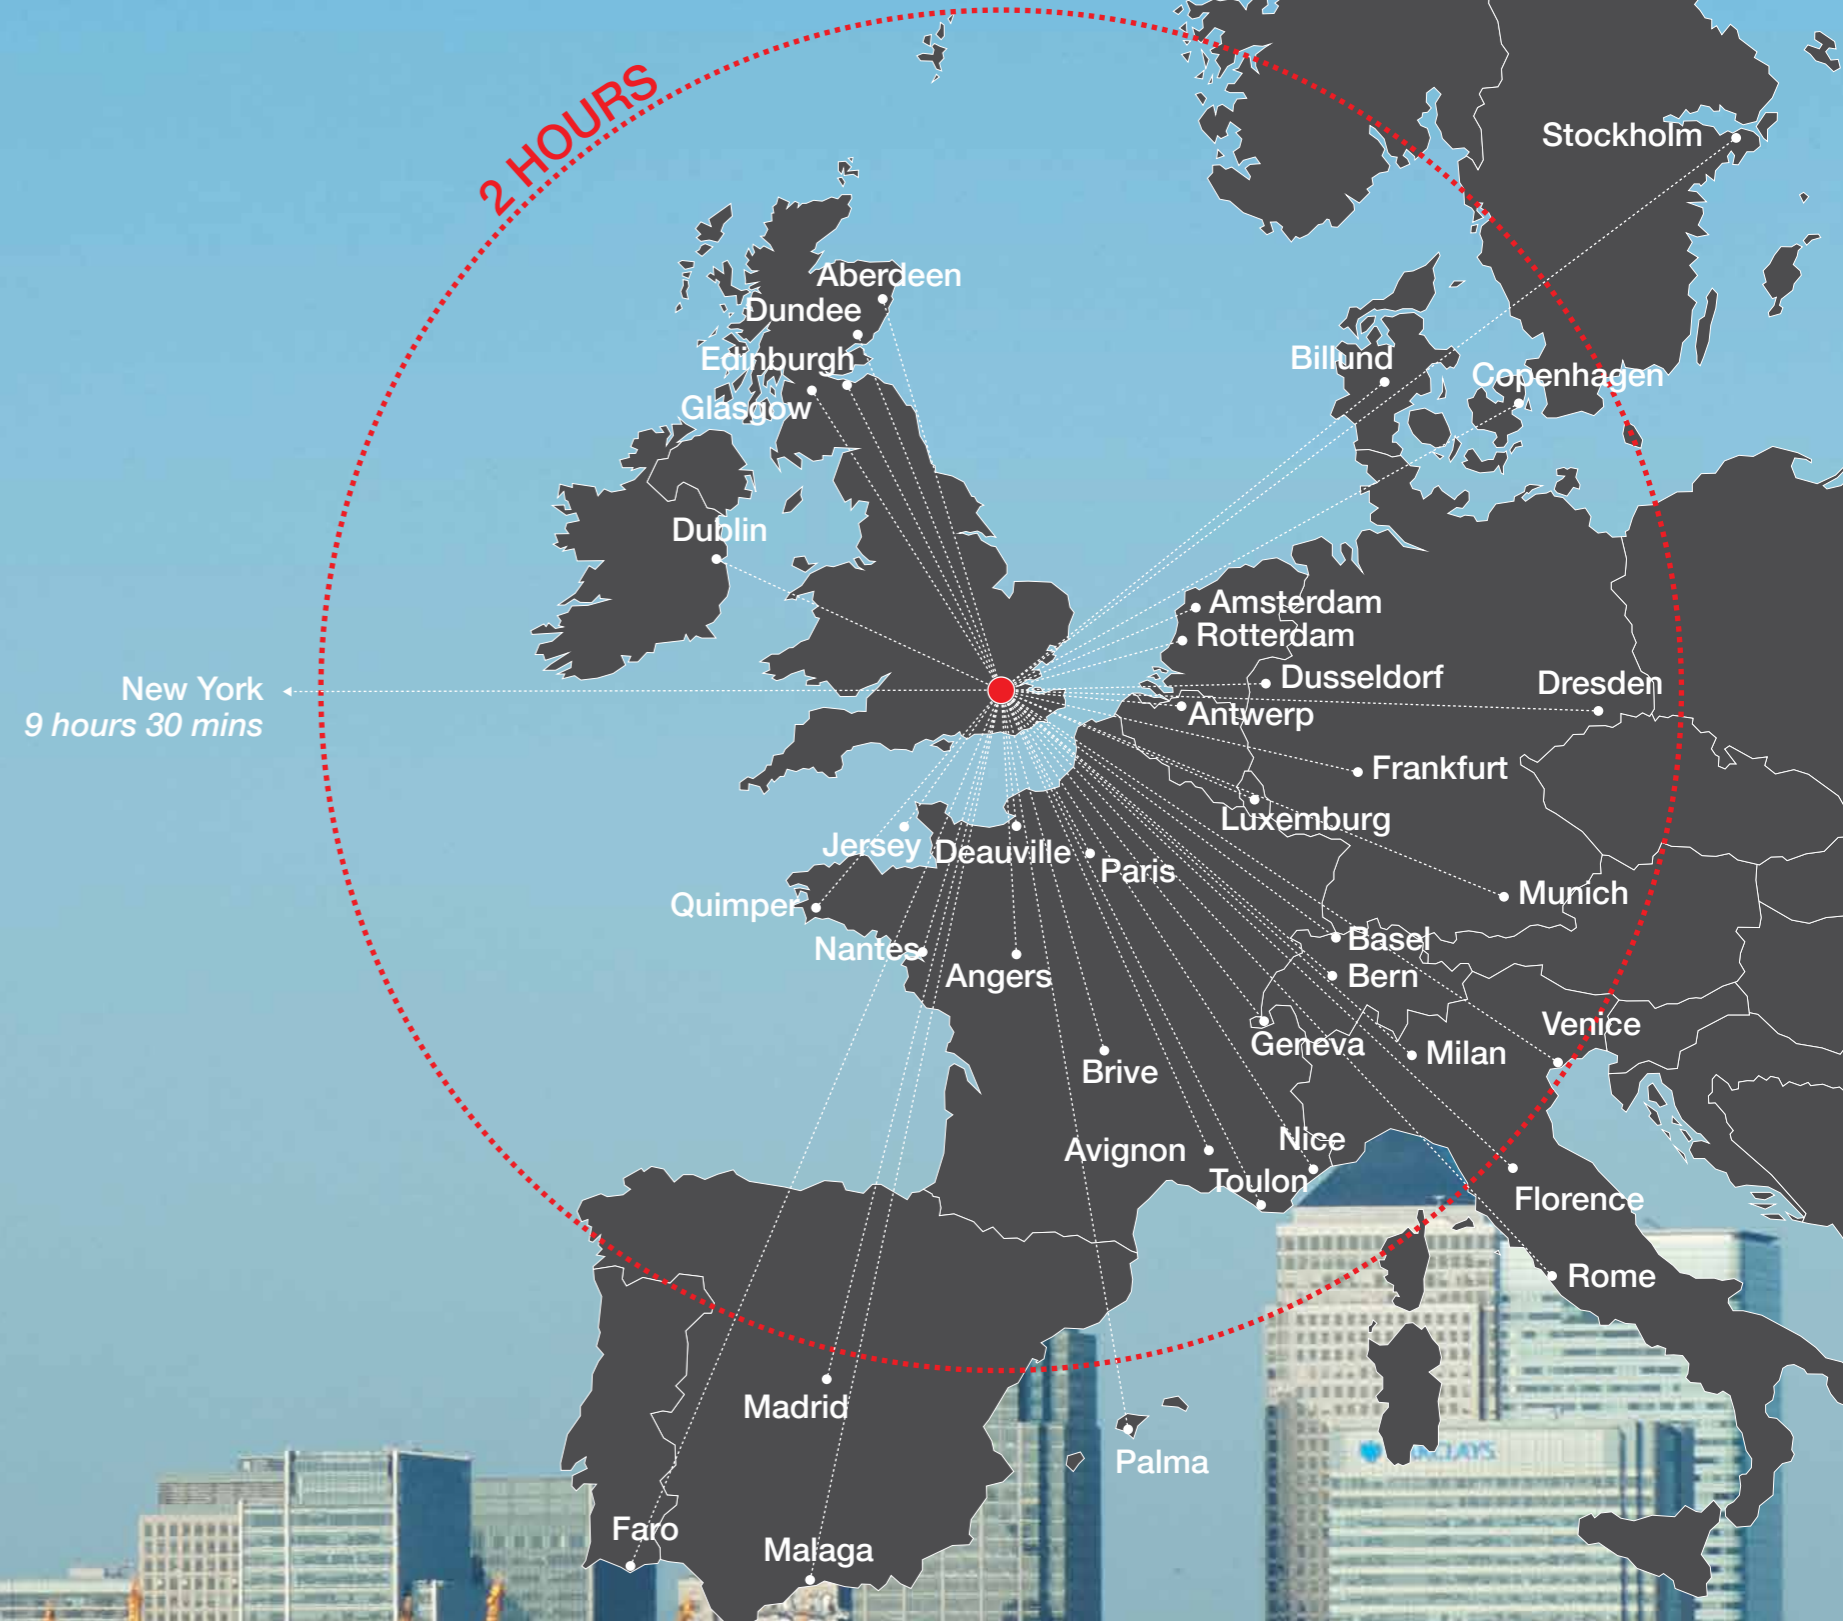 2 HOURS
Stockholm
Aberdeen
Dundee
Edinburgh
Glasgow
Billund
Copenhagen
Dublin
Amsterdam
Rotterdam
Dusseldorf
Dresden
New York
9 hours 30 mins
Antwerp
Frankfurt
Luxemburg
Jersey
Deauville
Paris
Munich
Quimper
Basel
Nantes
Angers
Bern
Venice
Geneva
Milan
Brive
Nice
Avignon
Toulon
Florence
Rome
Madrid
Palma
Faro
Malaga